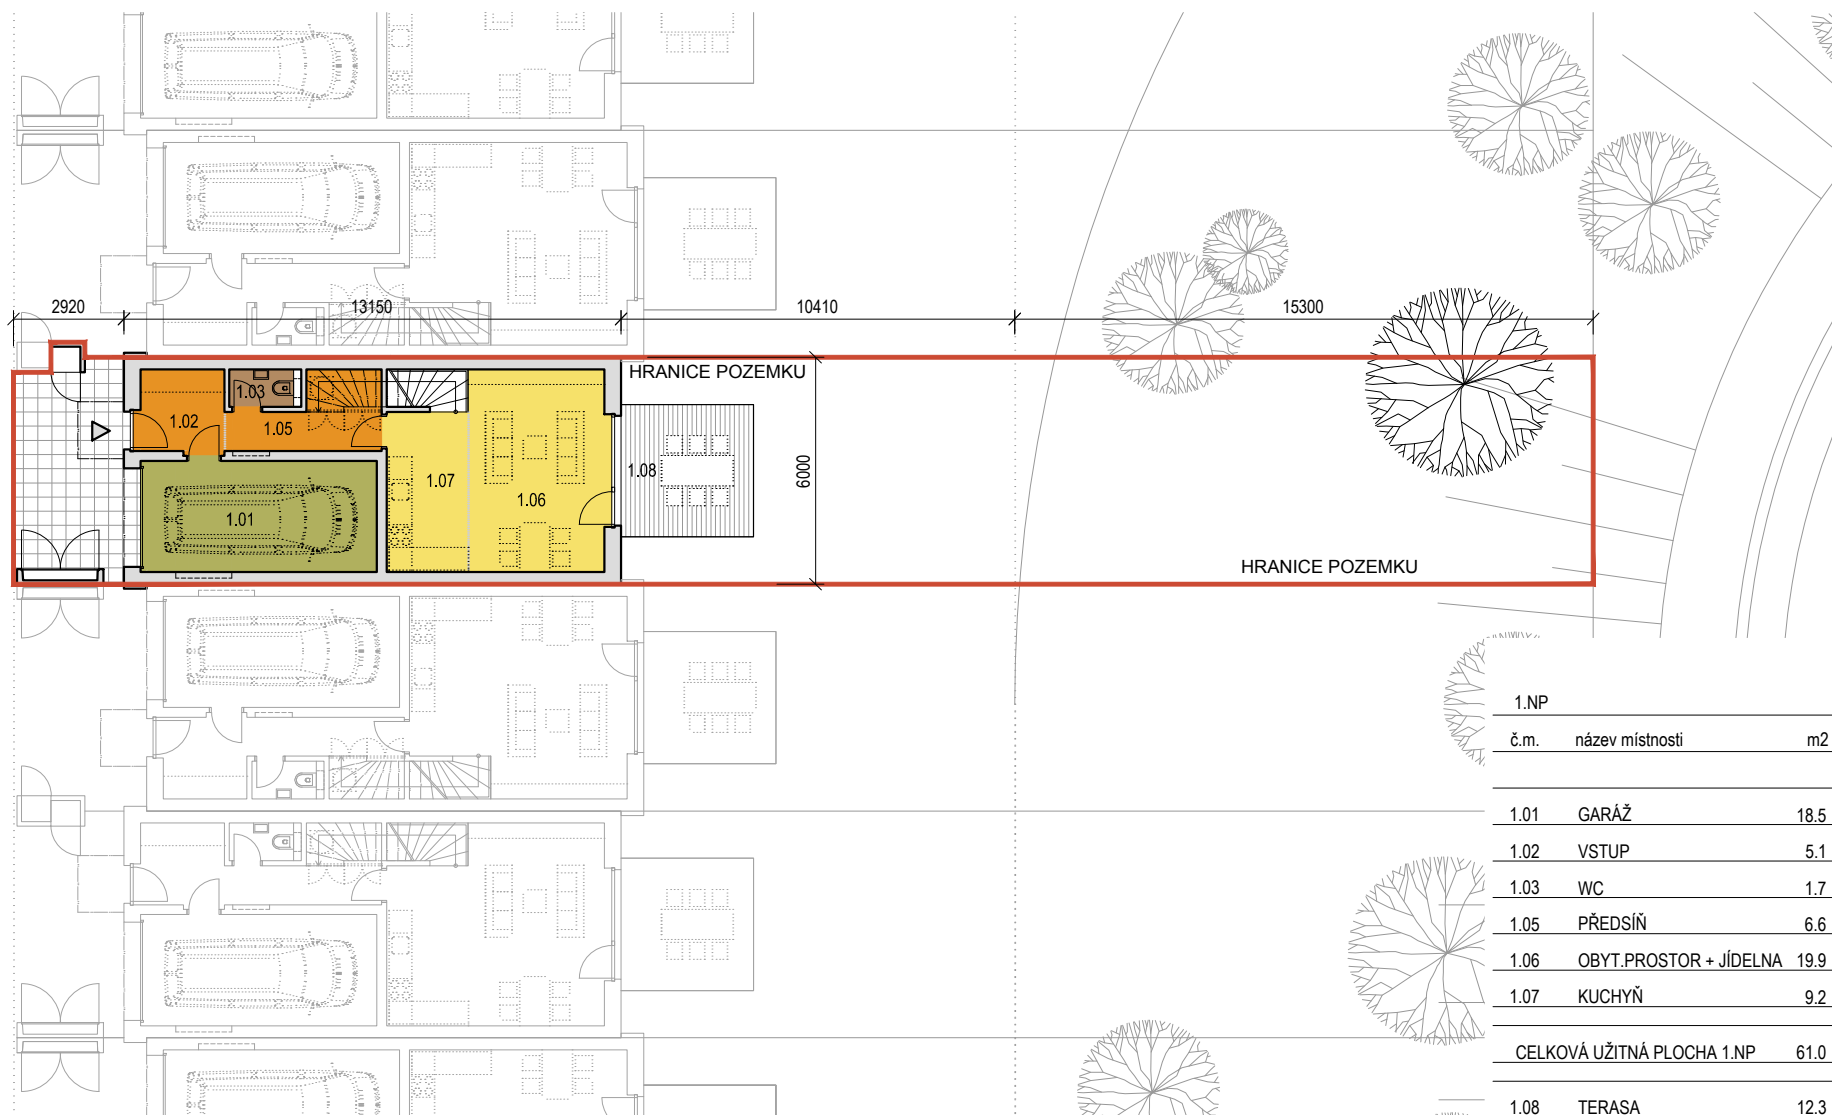 2920
13150
10410
15300
HRANICE POZEMKU
1.03
1.02
1.05
6000
1.08
1.07
1.06
1.01
HRANICE POZEMKU
1.NP
č.m. název místnosti m2
1.01 GARÁŽ 18.5
1.02 VSTUP 5.1
1.03 WC 1.7
1.05 PŘEDSÍŇ 6.6
1.06 OBYT.PROSTOR + JÍDELNA 19.9
1.07 KUCHYŇ 9.2
CELKOVÁ UŽITNÁ PLOCHA 1.NP 61.0
1.08 TERASA 12.3